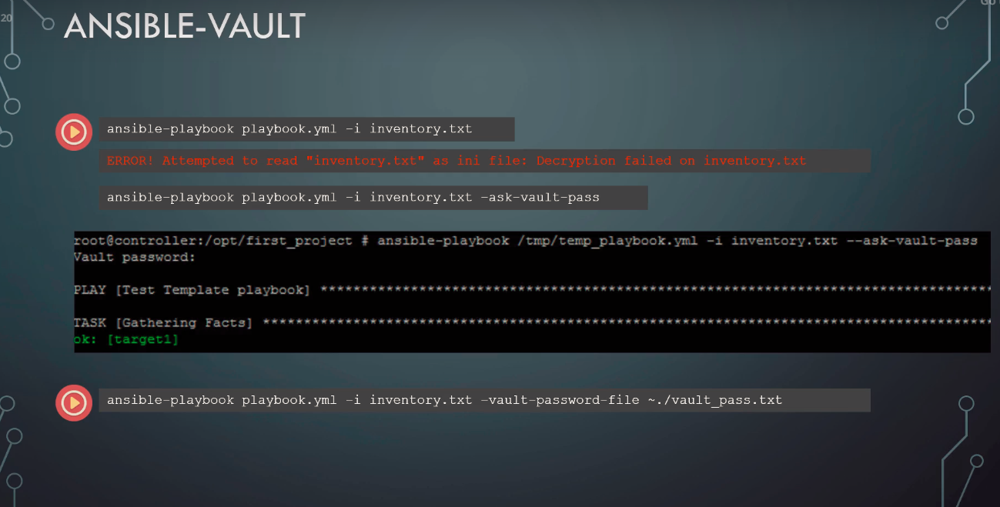 20
ANSIBLE-VAULT
ansible-playbook playbook.yml -i inventory.txt
ERROR! Attempted to read "inventory.txt" as ini file: Decryption failed on inventory.txt
ansible-playbook playbook.yml -i inventory.txt -ask-vault-pass
root@controller:/opt/first_project # ansible-playbook /tmp/temp_playbook.yml -i inventory.txt --ask-vault-pass
Vault password:
PLAY [Test Template playbook] ************************************************************************************
TASK [Gathering Facts] *******************************************************************************************
ok: [target1]
ansible-playbook playbook.yml -i inventory.txt -vault-password-file ~./vault_pass.txt